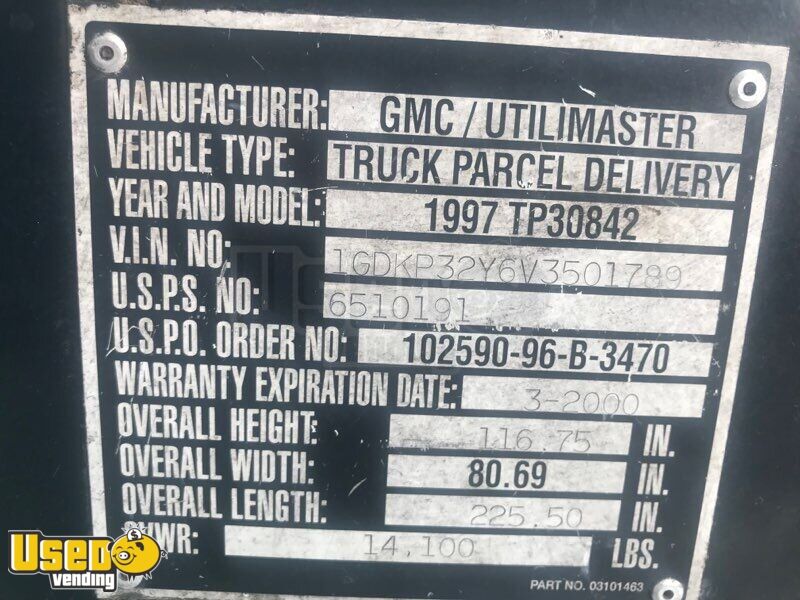 MANUFACTURER: GMC / UTILIMASTER
VEHICLE TYPE: TRUCK PARCEL DELIVERY
YEAR AND MODEL: 1997 TP30842
V.I.N. NO: 1GDKP32Y6V3501789
U.S.P.S. NO: 6510191
U.S.P.O. ORDER NO: 102590-96-B-3470
WARRANTY EXPIRATION DATE: 3-2000
OVERALL HEIGHT: 116.75 IN.
OVERALL WIDTH: 80.69 IN.
OVERALL LENGTH: 225.50 IN.
14,100 LBS.
PART NO. 03101463
Used vending